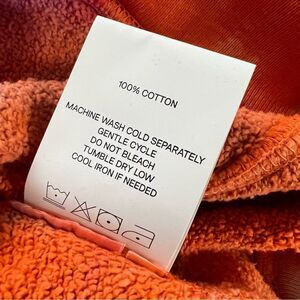 100% COTTON
MACHINE WASH COLD SEPARATELY
GENTLE CYCLE
DO NOT BLEACH
TUMBLE DRY LOW
COOL IRON IF NEEDED